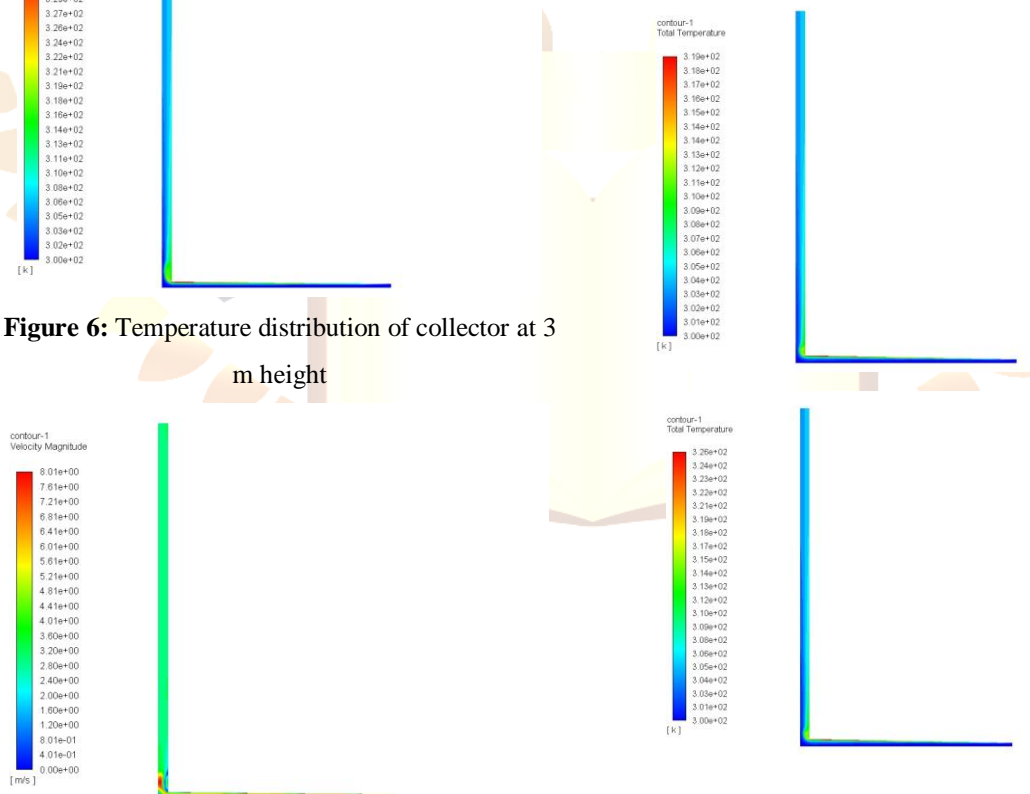 3.27e+02
3.26e+02
3.24e+02
3.22e+02
3.21e+02
3.19e+02
3.18e+02
3.16e+02
3.14e+02
3.13e+02
3.11e+02
3.10e+02
3.08e+02
3.06e+02
3.05e+02
3.03e+02
3.02e+02
3.00e+02
[ k ]
Figure 6: Temperature distribution of collector at 3
m height
contour-1
Velocity Magnitude
8.01e+00
7.61e+00
7.21e+00
6.81e+00
6.41e+00
6.01e+00
5.61e+00
5.21e+00
4.81e+00
4.41e+00
4.01e+00
3.60e+00
3.20e+00
2.80e+00
2.40e+00
2.00e+00
1.60e+00
1.20e+00
8.01e-01
4.01e-01
0.00e+00
[ m/s ]
contour-1
Total Temperature
3.19e+02
3.18e+02
3.17e+02
3.16e+02
3.15e+02
3.14e+02
3.14e+02
3.13e+02
3.12e+02
3.11e+02
3.10e+02
3.09e+02
3.08e+02
3.07e+02
3.06e+02
3.05e+02
3.04e+02
3.03e+02
3.02e+02
3.01e+02
3.00e+02
[ k ]
contour-1
Total Temperature
3.26e+02
3.24e+02
3.23e+02
3.22e+02
3.21e+02
3.19e+02
3.18e+02
3.17e+02
3.15e+02
3.14e+02
3.13e+02
3.12e+02
3.10e+02
3.09e+02
3.08e+02
3.06e+02
3.05e+02
3.04e+02
3.03e+02
3.01e+02
3.00e+02
[ k ]